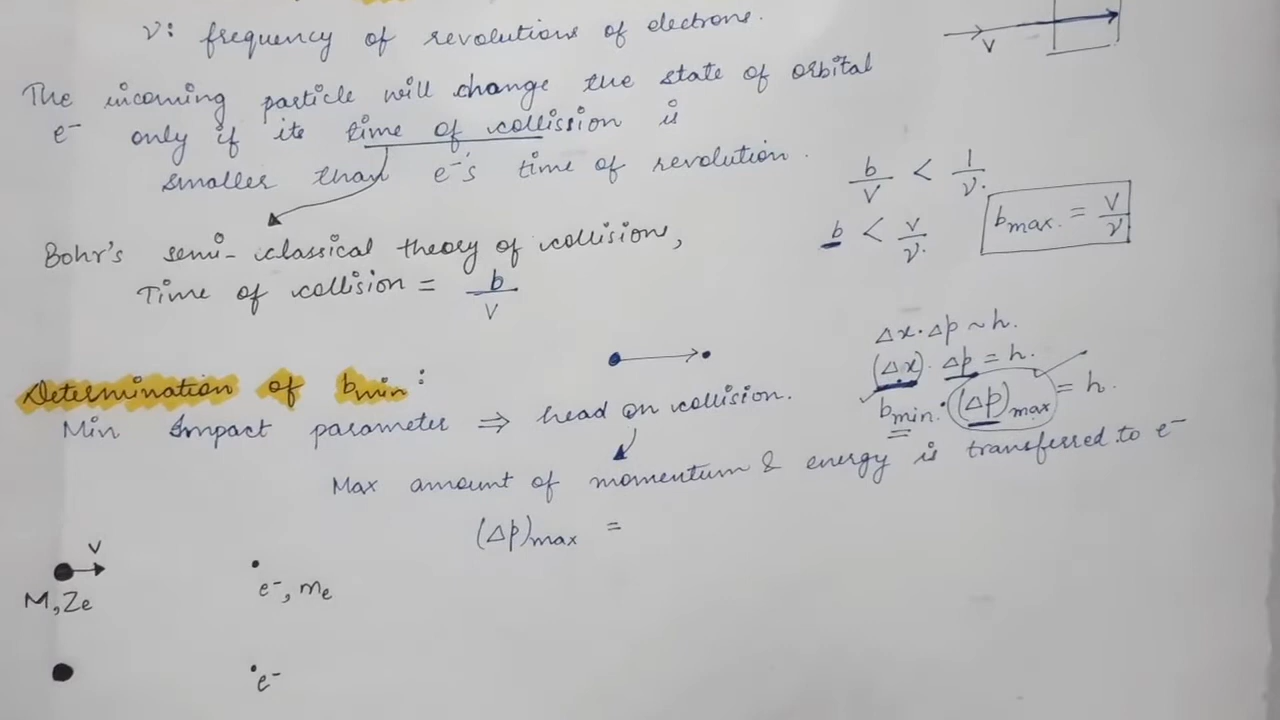 ν: frequency of revolutions of electrons.
V
The incoming particle will change the state of orbital
e⁻ only if its time of collision is
smaller than e⁻'s time of revolution.
b/V < 1/ν.
b < V/ν.
b max. = V/ν
Bohr's semi-classical theory of collisions,
Time of collision = b/V
Δx·Δp ~ h.
(Δx)·Δp = h.
bmin·(Δp)max = h.
Determination of bmin:
Min Impact parameter ⇒ head on collision.
Max amount of momentum & energy is transferred to e⁻
(Δp)max =
V
M, Ze
e⁻, me
e⁻